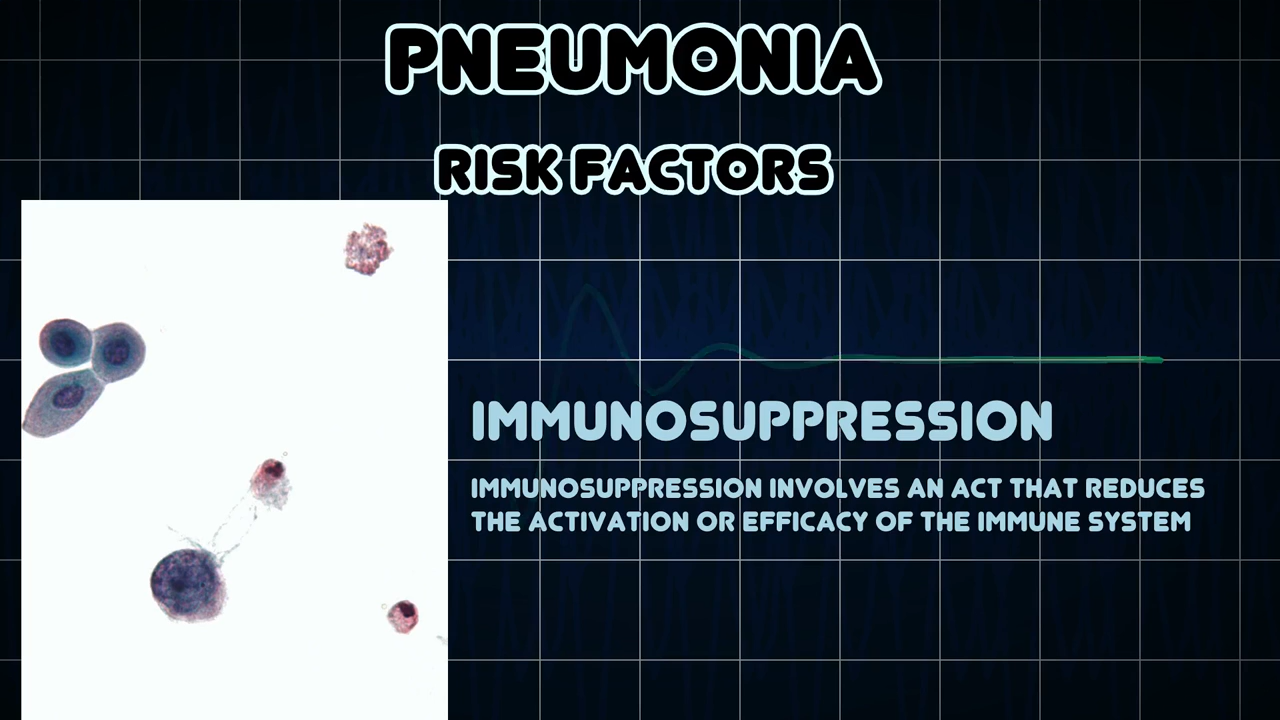 PNEUMONIA
RISK FACTORS
IMMUNOSUPPRESSION
IMMUNOSUPPRESSION INVOLVES AN ACT THAT REDUCES
THE ACTIVATION OR EFFICACY OF THE IMMUNE SYSTEM